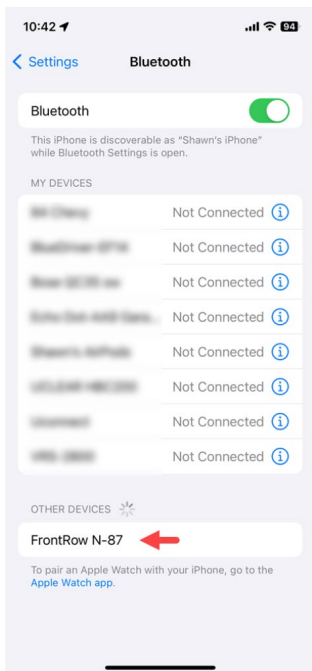 10:42
94
Settings
Bluetooth
Bluetooth
This iPhone is discoverable as “Shawn’s iPhone”
while Bluetooth Settings is open.
MY DEVICES
Not Connected
Not Connected
Not Connected
Not Connected
Not Connected
Not Connected
Not Connected
Not Connected
OTHER DEVICES
FrontRow N-87
To pair an Apple Watch with your iPhone, go to the
Apple Watch app.